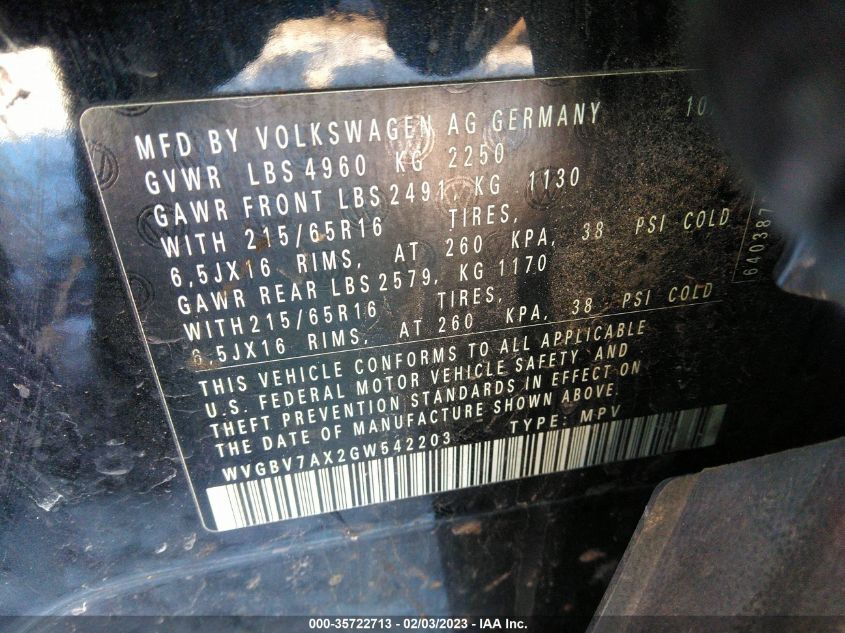 MFD BY VOLKSWAGEN AG GERMANY 10
GVWR LBS 4960 KG 2250
GAWR FRONT LBS 2491, KG 1130
WITH 215/65R16 TIRES,
6,5JX16 RIMS, AT 260 KPA, 38 PSI COLD
GAWR REAR LBS 2579, KG 1170
WITH215/65R16 TIRES,
6,5JX16 RIMS, AT 260 KPA, 38 PSI COLD
THIS VEHICLE CONFORMS TO ALL APPLICABLE
U.S. FEDERAL MOTOR VEHICLE SAFETY AND
THEFT PREVENTION STANDARDS IN EFFECT ON
THE DATE OF MANUFACTURE SHOWN ABOVE.
WVGBV7AX2GW542203 TYPE: MPV
640387
000-35722713 - 02/03/2023 - IAA Inc.